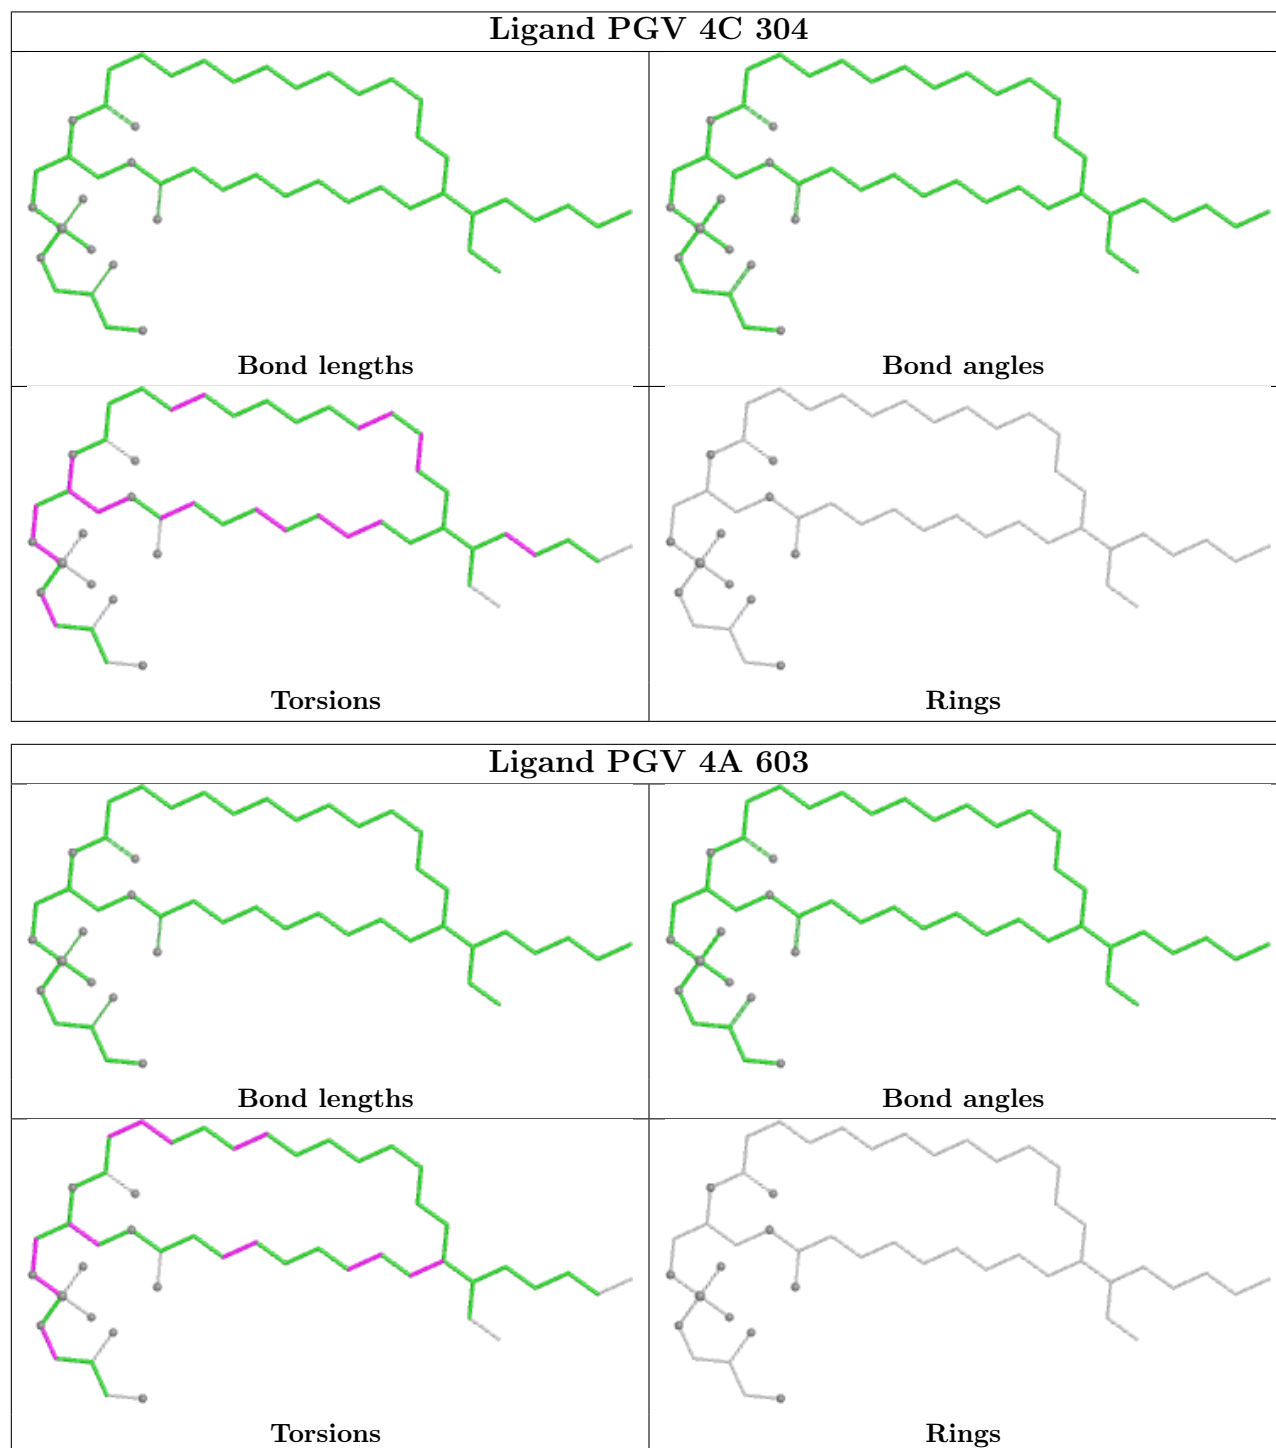 Ligand PGV 4C 304
Bond lengths
Bond angles
Torsions
Rings
Ligand PGV 4A 603
Bond lengths
Bond angles
Torsions
Rings